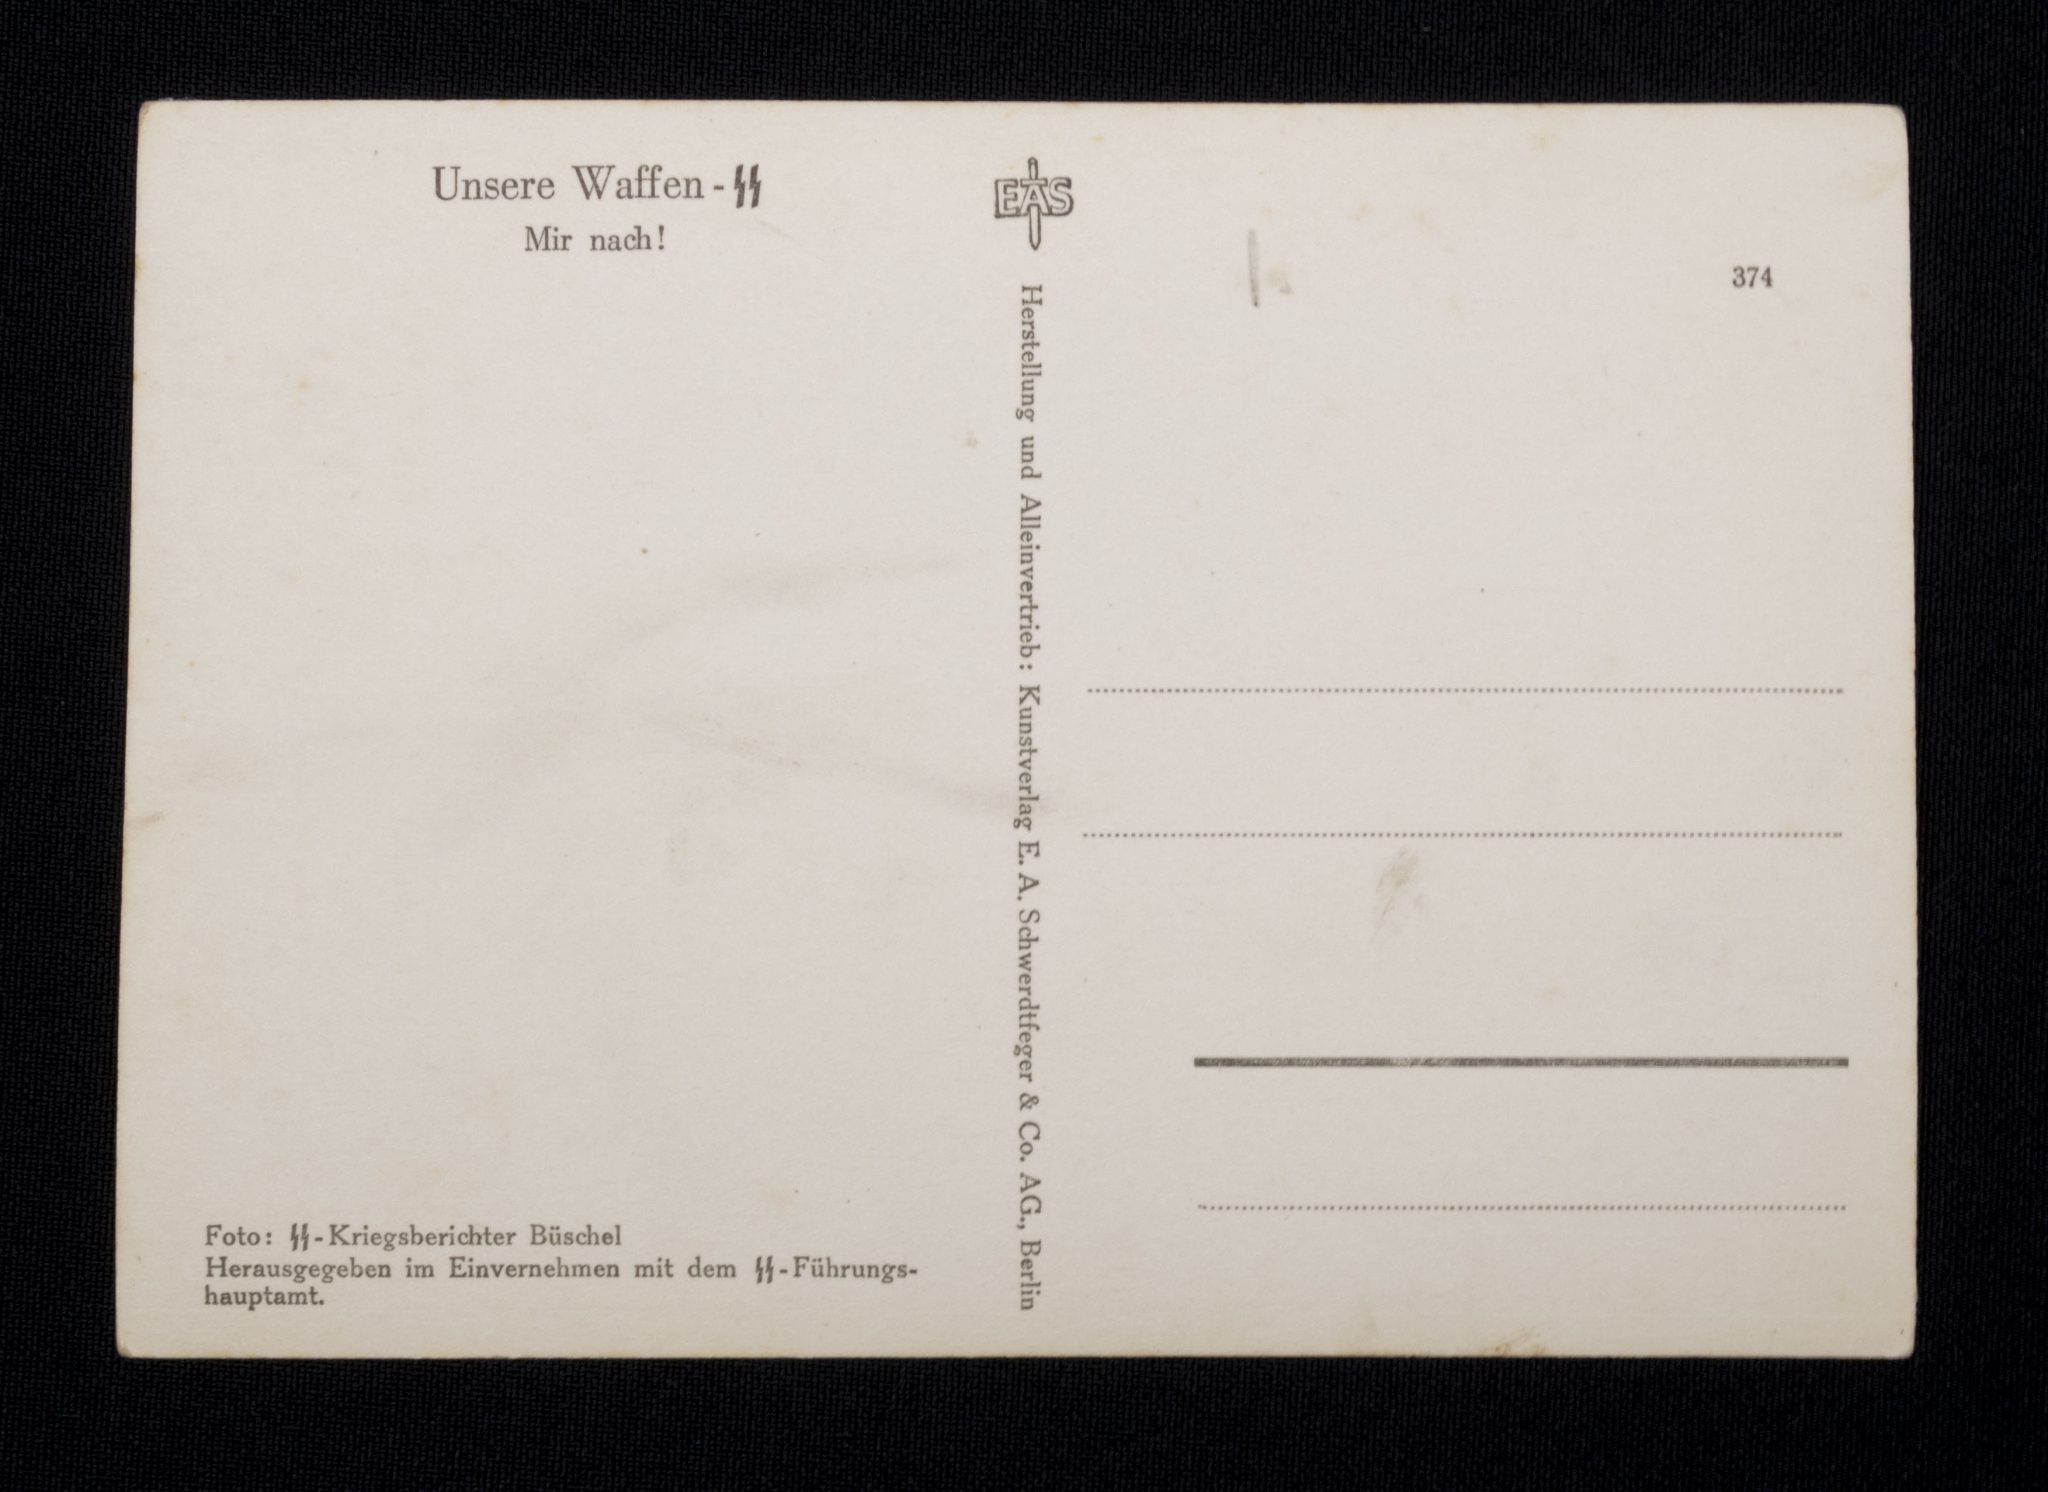 Unsere Waffen-ᛋᛋ
Mir nach!
EAS
374
Herstellung und Alleinvertrieb: Kunstverlag E. A. Schwerdtfeger & Co. AG., Berlin
Foto: ᛋᛋ-Kriegsberichter Büschel
Herausgegeben im Einvernehmen mit dem ᛋᛋ-Führungs-
hauptamt.